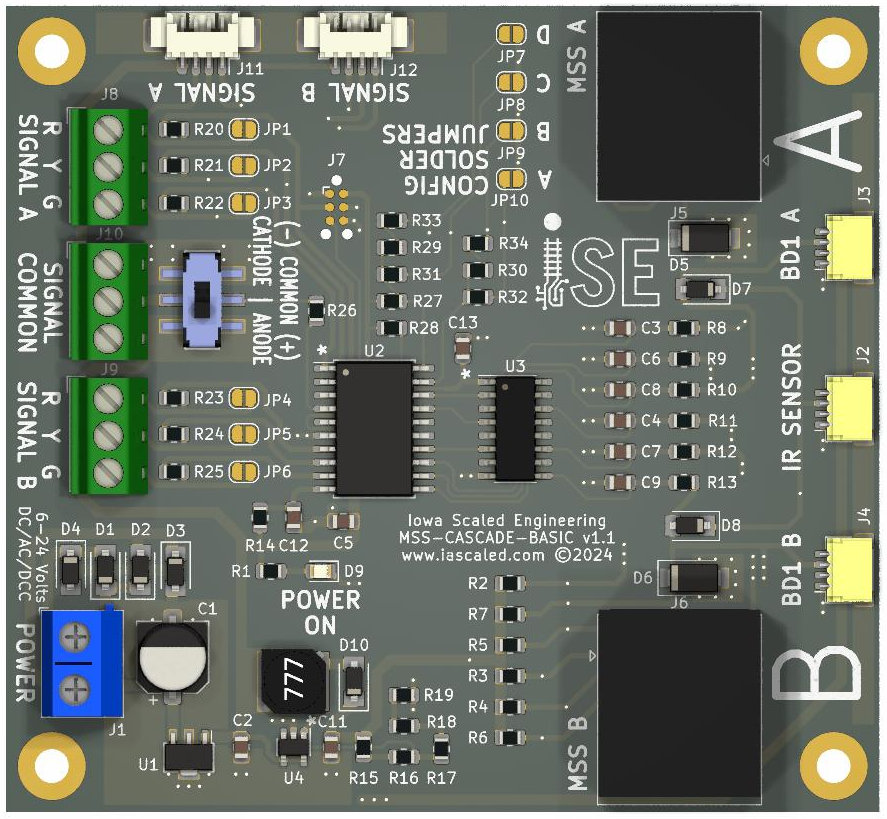 J11
J12
SIGNAL A
SIGNAL B
D
JP7
C
JP8
B
JP9
A
JP10
CONFIG
SOLDER
JUMPERS
MSS A
A
J8
R Y G
SIGNAL A
R20
JP1
R21
JP2
R22
JP3
J7
J10
SIGNAL
COMMON
(-) COMMON (+)
CATHODE | ANODE
R33
R29
R31
R27
R28
R34
R30
R32
R26
C13
*
*
U2
U3
SE
J5
D5
D7
J3
BD1 A
C3
R8
C6
R9
C8
R10
C4
R11
C7
R12
C9
R13
J2
IR SENSOR
J9
R Y G
SIGNAL B
R23
JP4
R24
JP5
R25
JP6
Iowa Scaled Engineering
MSS-CASCADE-BASIC v1.1
www.iascaled.com ©2024
R14
C12
C5
R1
D9
POWER
ON
6-24 Volts
DC/AC/DCC
D4
D1
D2
D3
POWER
J1
C1
+
777
D10
U1
C2
U4
*
C11
R15
R16
R17
R18
R19
R2
R7
R5
R3
R4
R6
D8
D6
J6
J4
BD1 B
MSS B
B